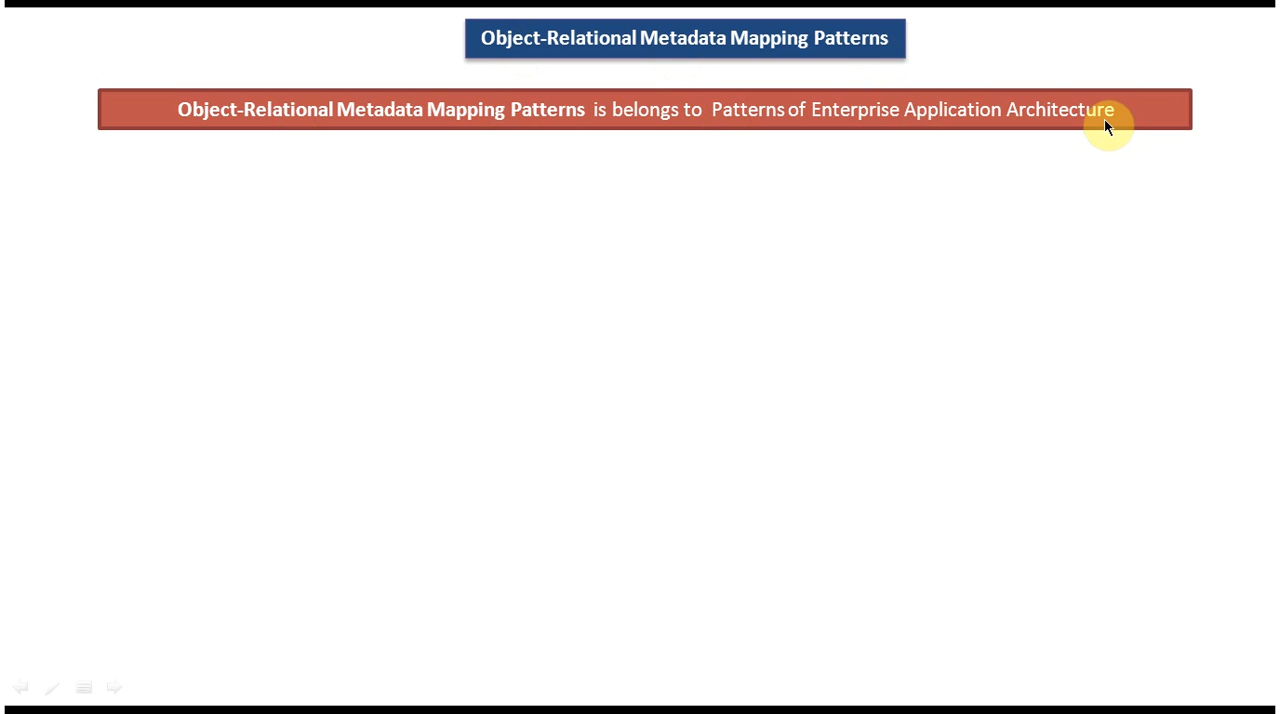 Object-Relational Metadata Mapping Patterns
Object-Relational Metadata Mapping Patterns is belongs to Patterns of Enterprise Application Architecture